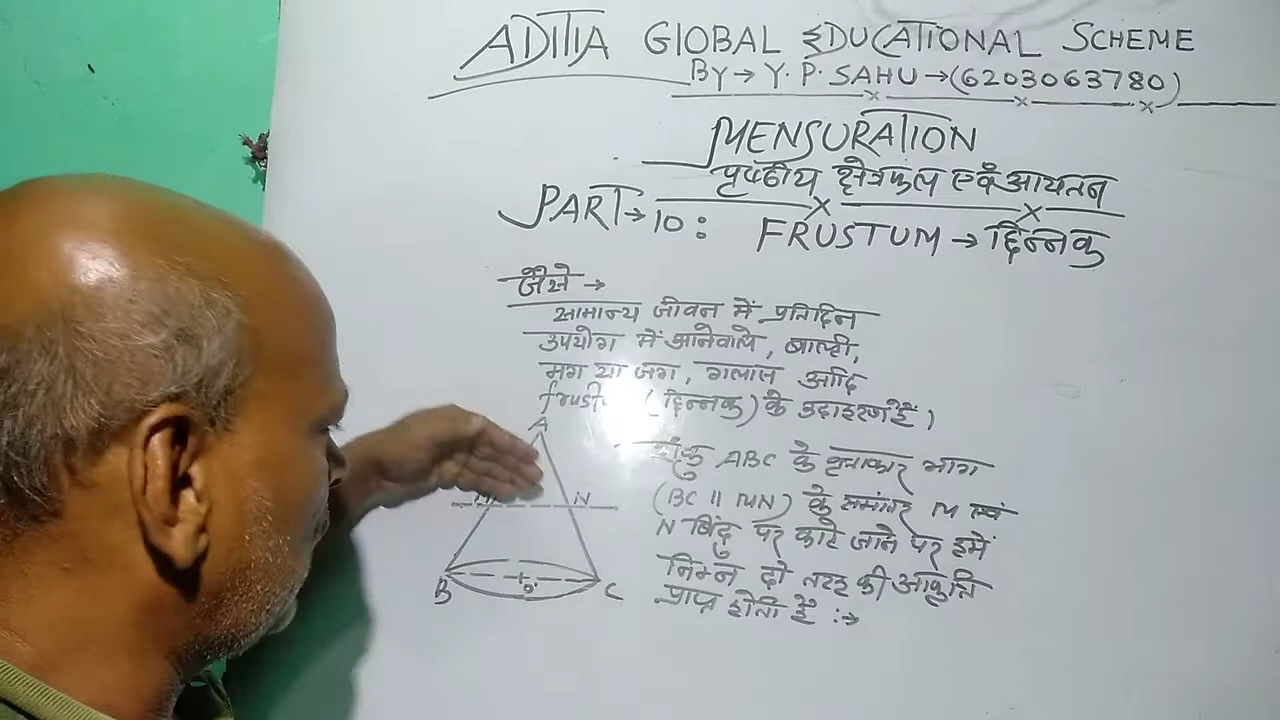 ADITIA GLOBAL EDUCATIONAL SCHEME
BY → Y. P. SAHU → (6203063780)
MENSURATION
पृष्ठीय क्षेत्रफल एवं आयतन
PART → 10 : FRUSTUM → छिन्नक
जैसे →
सामान्य जीवन में प्रतिदिन
उपयोग में आनेवाले, बाल्टी,
मग या जग, गलास आदि
(छिन्नक) के उदाहरण हैं।
A
शंकु ABC के वृताकार भाग
M N
(BC || MN) के समांतर M एवं
N बिंदु पर काटे जाने पर हमें
निम्न दो तरह की आकृति
B O C
प्राप्त होती हैं :→